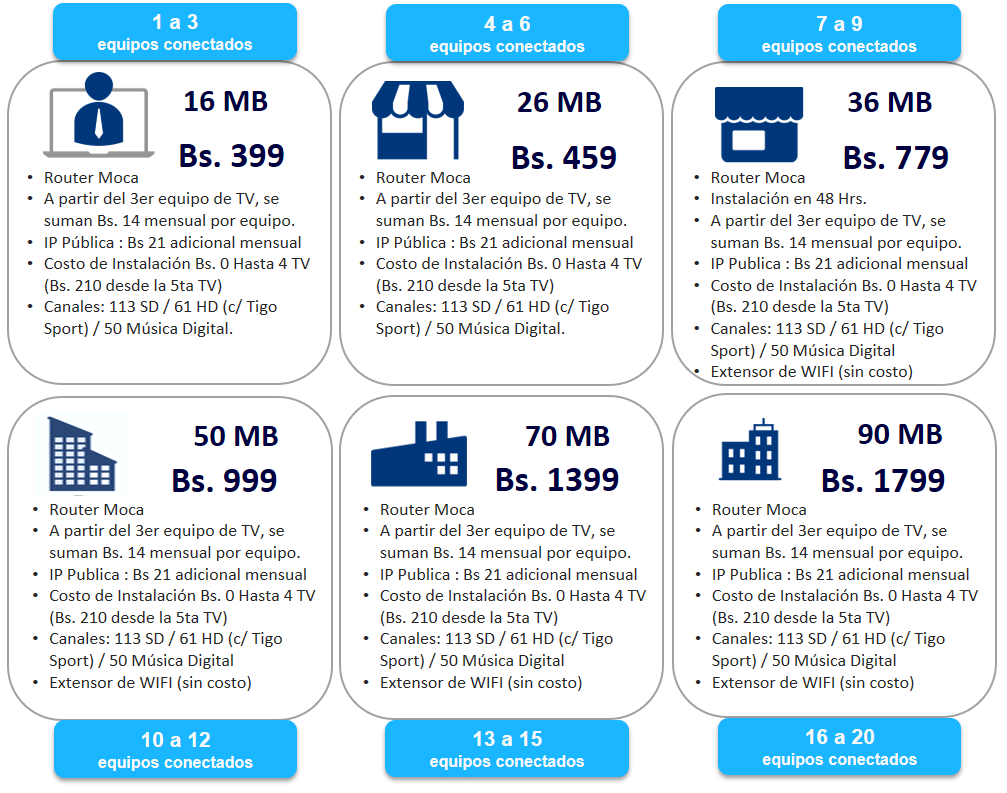 1 a 3
equipos conectados
16 MB
Bs. 399
• Router Moca
• A partir del 3er equipo de TV, se
suman Bs. 14 mensual por equipo.
• IP Pública : Bs 21 adicional mensual
• Costo de Instalación Bs. 0 Hasta 4 TV
(Bs. 210 desde la 5ta TV)
• Canales: 113 SD / 61 HD (c/ Tigo
Sport) / 50 Música Digital.
4 a 6
equipos conectados
26 MB
Bs. 459
• Router Moca
• A partir del 3er equipo de TV, se
suman Bs. 14 mensual por equipo.
• IP Pública : Bs 21 adicional mensual
• Costo de Instalación Bs. 0 Hasta 4 TV
(Bs. 210 desde la 5ta TV)
• Canales: 113 SD / 61 HD (c/ Tigo
Sport) / 50 Música Digital.
7 a 9
equipos conectados
36 MB
Bs. 779
• Router Moca
• Instalación en 48 Hrs.
• A partir del 3er equipo de TV, se
suman Bs. 14 mensual por equipo.
• IP Publica : Bs 21 adicional mensual
• Costo de Instalación Bs. 0 Hasta 4 TV
(Bs. 210 desde la 5ta TV)
• Canales: 113 SD / 61 HD (c/ Tigo
Sport) / 50 Música Digital
• Extensor de WIFI (sin costo)
50 MB
Bs. 999
• Router Moca
• A partir del 3er equipo de TV, se
suman Bs. 14 mensual por equipo.
• IP Publica : Bs 21 adicional mensual
• Costo de Instalación Bs. 0 Hasta 4 TV
(Bs. 210 desde la 5ta TV)
• Canales: 113 SD / 61 HD (c/ Tigo
Sport) / 50 Música Digital
• Extensor de WIFI (sin costo)
10 a 12
equipos conectados
70 MB
Bs. 1399
• Router Moca
• A partir del 3er equipo de TV, se
suman Bs. 14 mensual por equipo.
• IP Publica : Bs 21 adicional mensual
• Costo de Instalación Bs. 0 Hasta 4 TV
(Bs. 210 desde la 5ta TV)
• Canales: 113 SD / 61 HD (c/ Tigo
Sport) / 50 Música Digital
• Extensor de WIFI (sin costo)
13 a 15
equipos conectados
90 MB
Bs. 1799
• Router Moca
• A partir del 3er equipo de TV, se
suman Bs. 14 mensual por equipo.
• IP Publica : Bs 21 adicional mensual
• Costo de Instalación Bs. 0 Hasta 4 TV
(Bs. 210 desde la 5ta TV)
• Canales: 113 SD / 61 HD (c/ Tigo
Sport) / 50 Música Digital
• Extensor de WIFI (sin costo)
16 a 20
equipos conectados